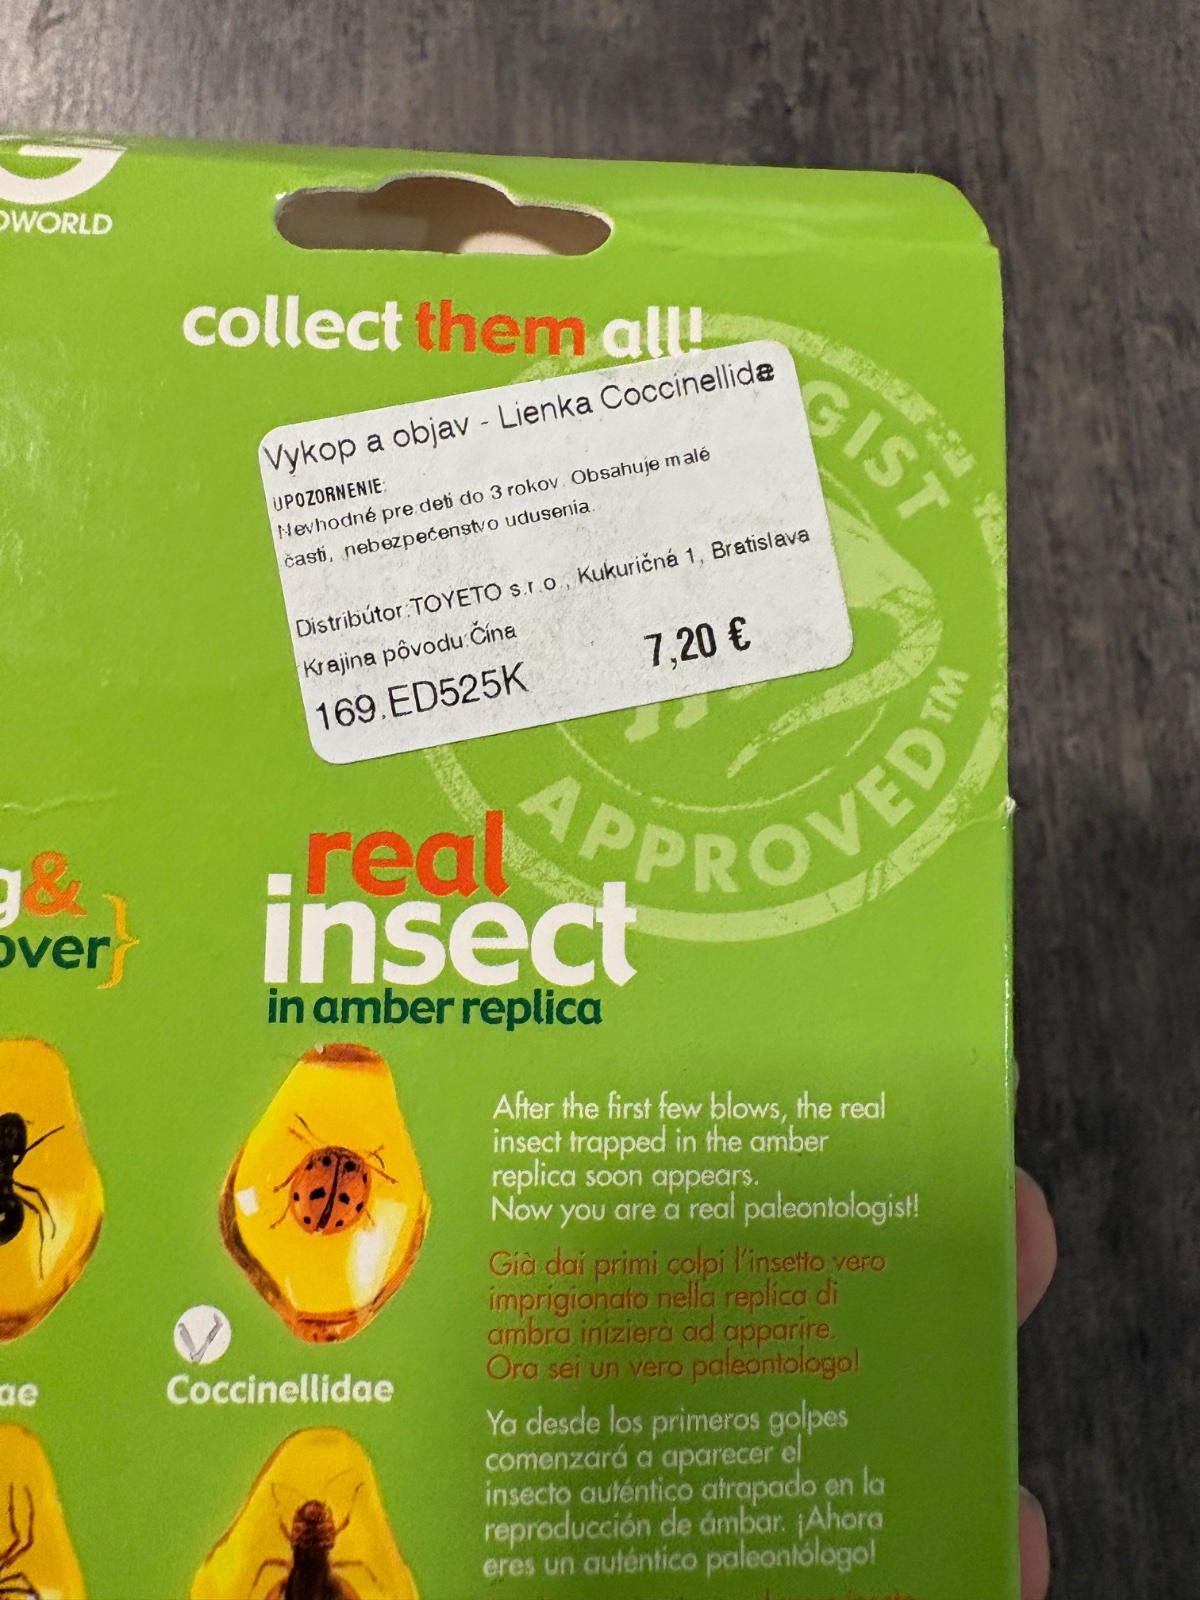 G
OWORLD
collect them all!
Vykop a objav - Lienka Coccinellidae
UPOZORNENIE:
Nevhodné pre deti do 3 rokov. Obsahuje malé
časti, nebezpečenstvo udusenia.
Distribútor:TOYETO s.r.o., Kukuričná 1, Bratislava
Krajina pôvodu:Čína
7,20 €
169.ED525K
GIST
APPROVED™
g&
over}
real
insect
in amber replica
After the first few blows, the real
insect trapped in the amber
replica soon appears.
Now you are a real paleontologist!
Già dai primi colpi l'insetto vero
imprigionato nella replica di
ambra inizierà ad apparire.
Ora sei un vero paleontologo!
ae
Coccinellidae
Ya desde los primeros golpes
comenzará a aparecer el
insecto auténtico atrapado en la
reproducción de ámbar. ¡Ahora
eres un auténtico paleontólogo!